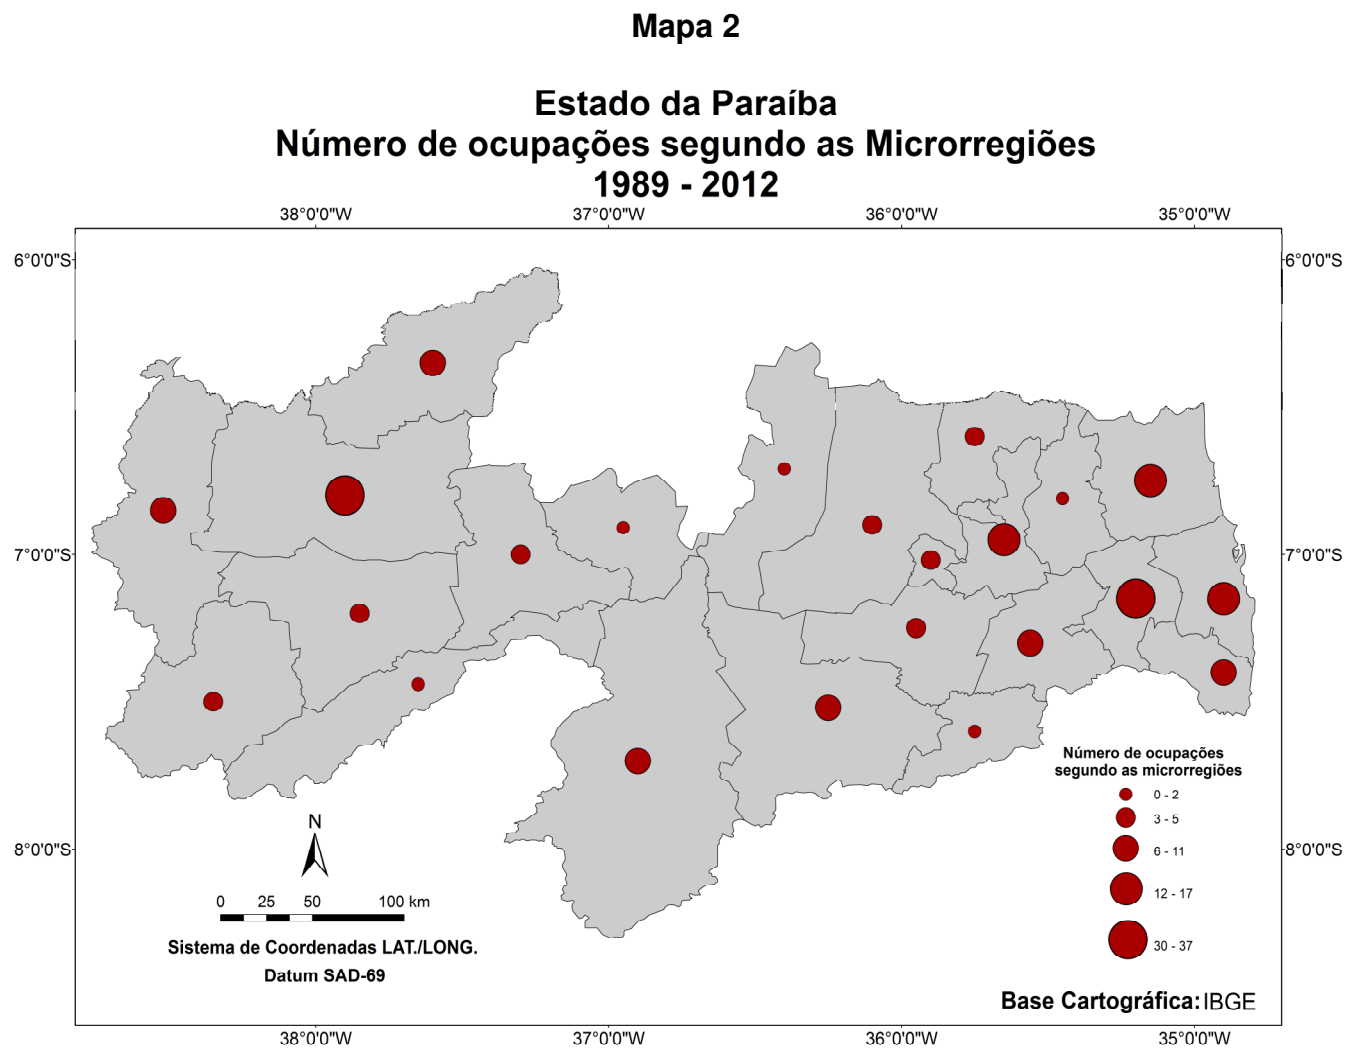 Mapa 2
Estado da Paraíba
Número de ocupações segundo as Microrregiões
1989 - 2012
38°0'0"W 37°0'0"W 36°0'0"W 35°0'0"W
6°0'0"S 6°0'0"S
7°0'0"S 7°0'0"S
Número de ocupações
segundo as microrregiões
0 - 2
3 - 5
6 - 11
12 - 17
30 - 37
N
8°0'0"S 8°0'0"S
0 25 50 100 km
Sistema de Coordenadas LAT./LONG.
Datum SAD-69
Base Cartográfica: IBGE
38°0'0"W 37°0'0"W 36°0'0"W 35°0'0"W